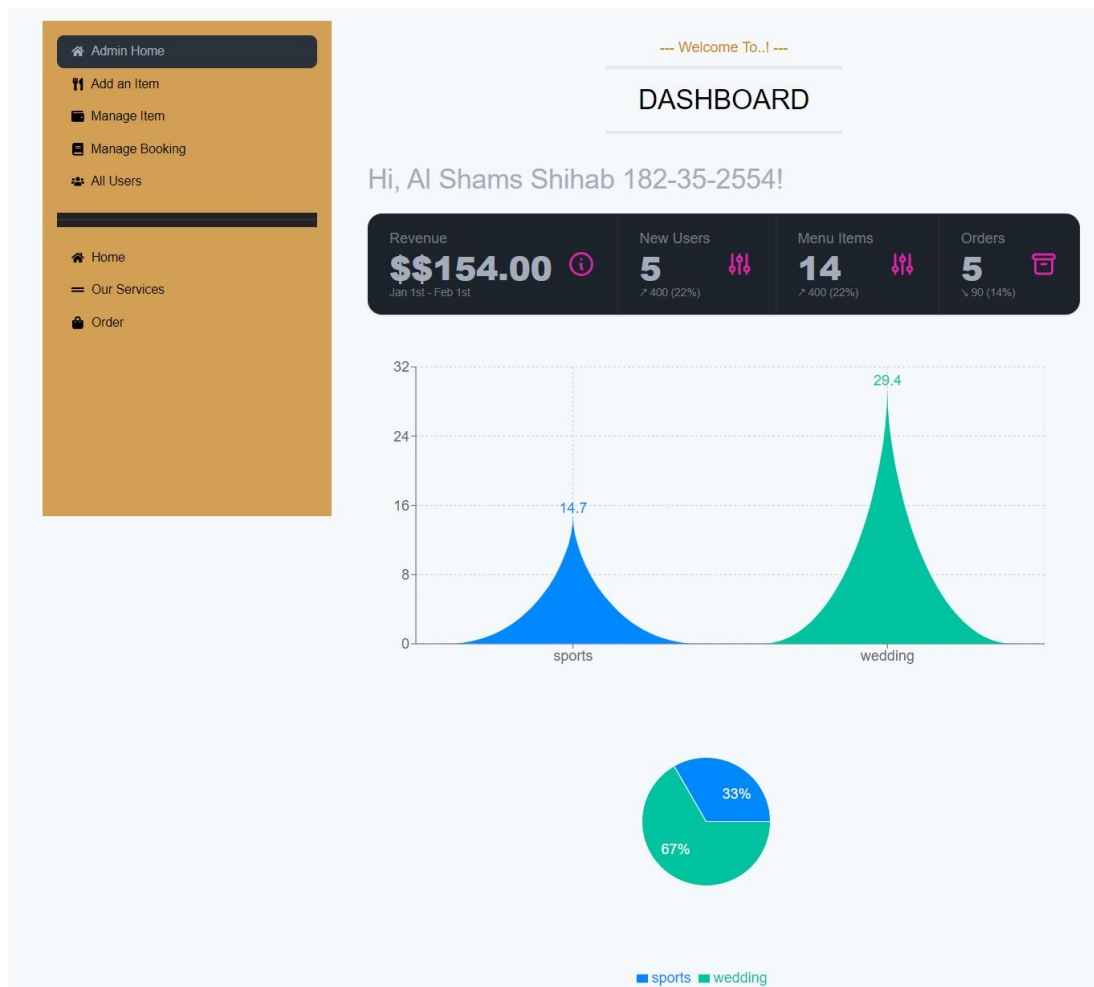 Admin Home
Add an Item
Manage Item
Manage Booking
All Users
Home
Our Services
Order
--- Welcome To..! ---
DASHBOARD
Hi, Al Shams Shihab 182-35-2554!
Revenue
$$154.00
Jan 1st - Feb 1st
New Users
5
↗ 400 (22%)
Menu Items
14
↗ 400 (22%)
Orders
5
↘ 90 (14%)
32
24
16
8
0
14.7
29.4
sports
wedding
33%
67%
sports wedding